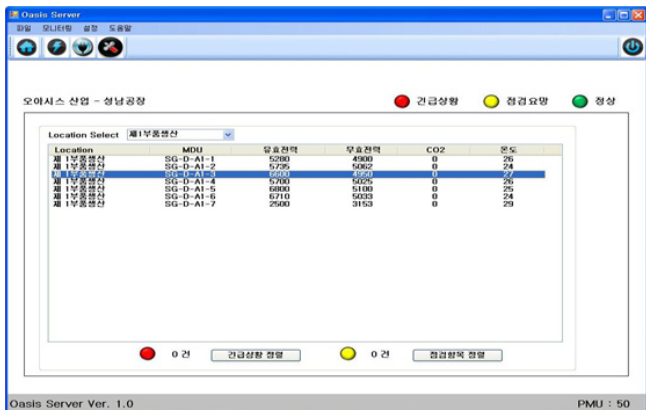 Oasis Server
파일 모니터링 설정 도움말
오아시스 산업 - 성남공장 긴급상황 점검요망 정상
Location Select 제1부품생산
Location MDU 유효전력 무효전력 CO2 온도
제 1부품생산 SG-D-A1-1 5280 4900 0 26
제 1부품생산 SG-D-A1-2 5735 5062 0 24
제 1부품생산 SG-D-A1-3 6600 4950 0 27
제 1부품생산 SG-D-A1-4 5700 5025 0 26
제 1부품생산 SG-D-A1-5 6800 5100 0 25
제 1부품생산 SG-D-A1-6 6710 5033 0 24
제 1부품생산 SG-D-A1-7 2500 3153 0 29
0 건 긴급상황 정렬 0 건 점검항목 정렬
Oasis Server Ver. 1.0 PMU : 50